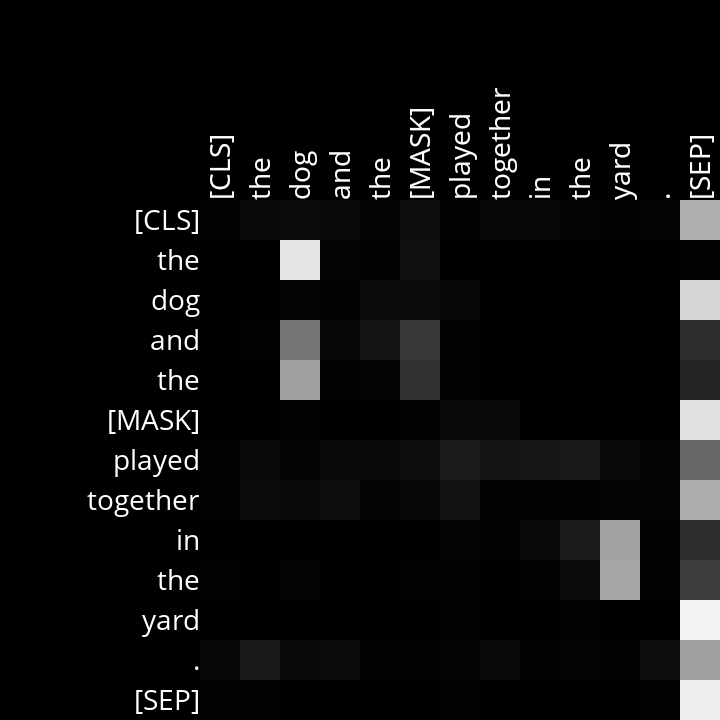 [CLS]
the
dog
and
the
[MASK]
played
together
in
the
yard
.
[SEP]
[CLS]
the
dog
and
the
[MASK]
played
together
in
the
yard
.
[SEP]